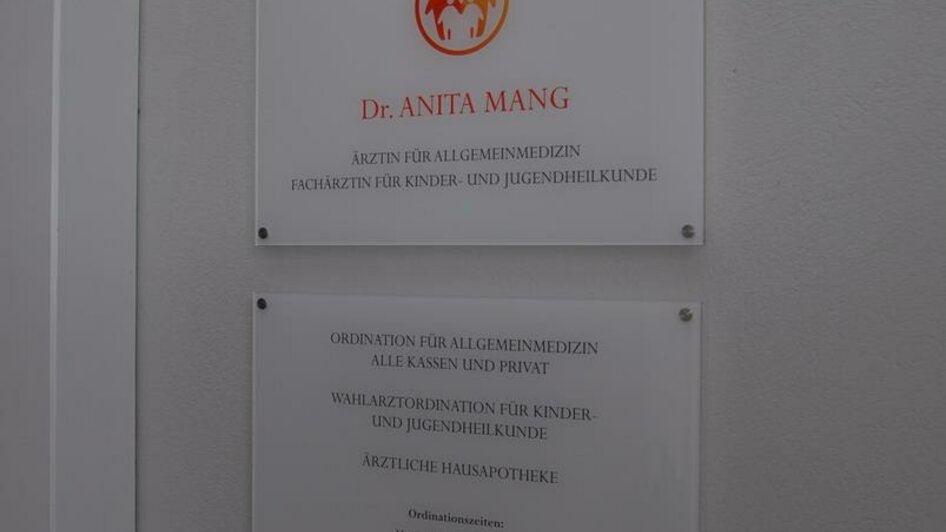 Dr. ANITA MANG
ÄRZTIN FÜR ALLGEMEINMEDIZIN
FACHÄRZTIN FÜR KINDER- UND JUGENDHEILKUNDE
ORDINATION FÜR ALLGEMEINMEDIZIN
ALLE KASSEN UND PRIVAT
WAHLARZTORDINATION FÜR KINDER-
UND JUGENDHEILKUNDE
ÄRZTLICHE HAUSAPOTHEKE
Ordinationszeiten: